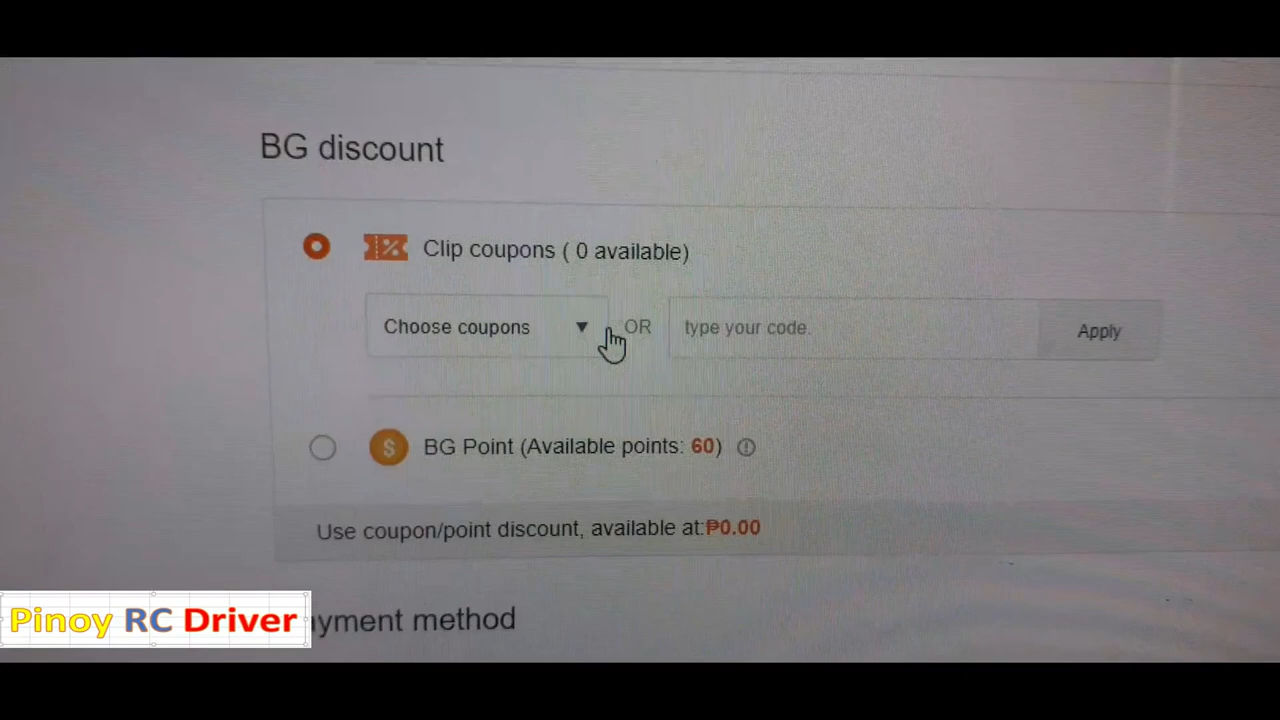 BG discount
Clip coupons ( 0 available)
Choose coupons OR type your code. Apply
BG Point (Available points: 60)
Use coupon/point discount, available at:₱0.00
Pinoy RC Driver
yment method